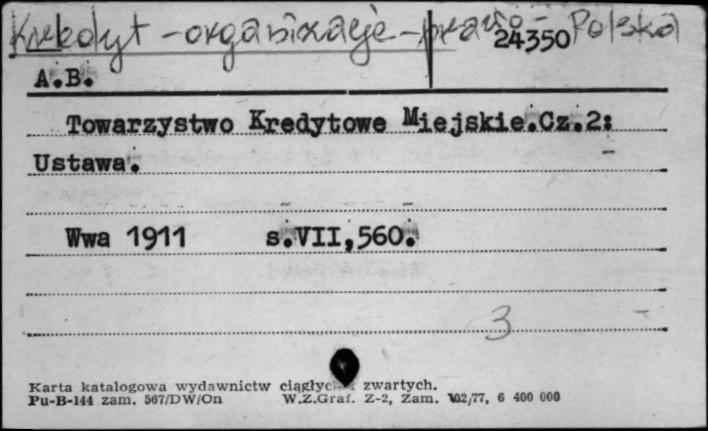 Kredyt - organizacje - prawo - Polska
24350
A.B.
Towarzystwo Kredytowe Miejskie.Cz.2:
Ustawa.
Wwa 1911 s.VII,560.
3
Karta katalogowa wydawnictw zwartych.
Pu-B-144 zam. 567/DW/On W.Z.Graf. Z-2, Zam. 102/77, 6 400 000